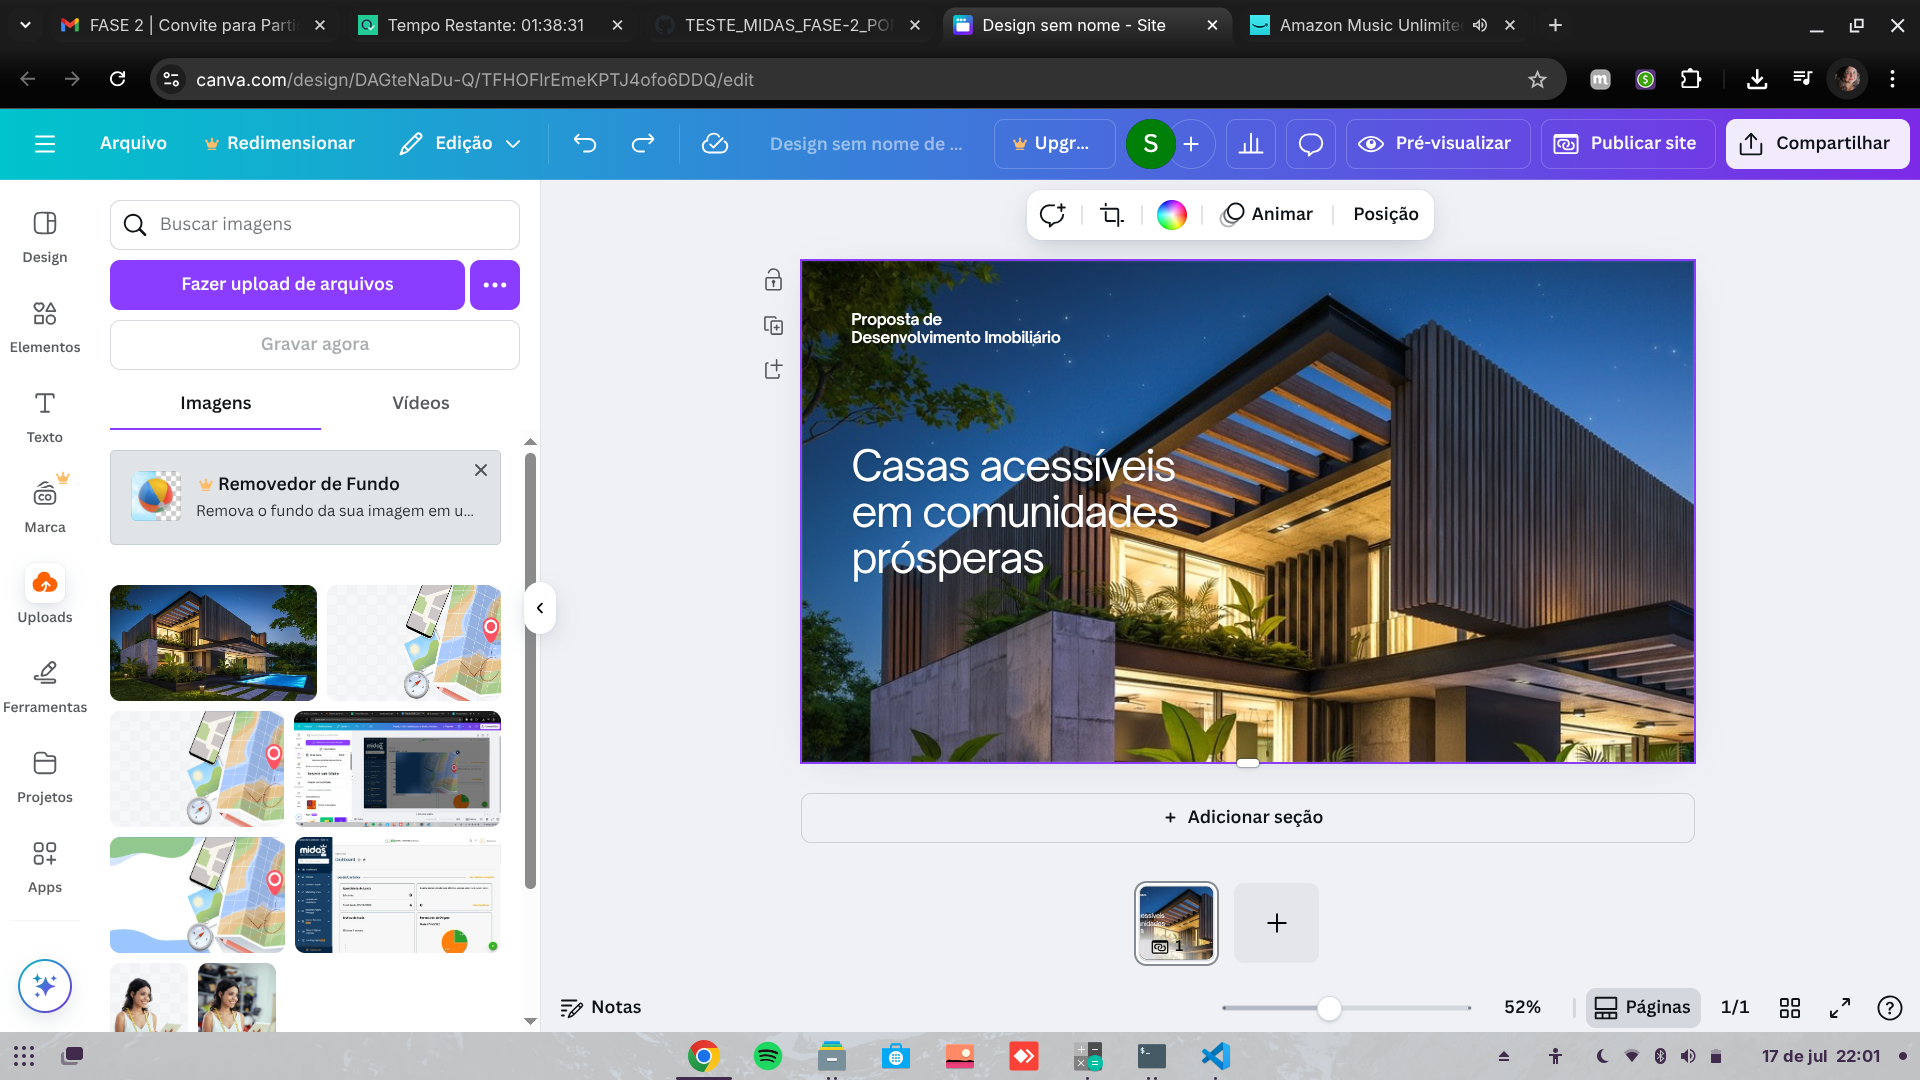 FASE 2 | Convite para Parti
Tempo Restante: 01:38:31
TESTE_MIDAS_FASE-2_PO
Design sem nome - Site
Amazon Music Unlimite
canva.com/design/DAGteNaDu-Q/TFHOFlrEmeKPTJ4ofo6DDQ/edit
Arquivo
Redimensionar
Edição
Design sem nome de ...
Upgr...
S
Pré-visualizar
Publicar site
Compartilhar
Design
Elementos
Texto
Marca
Uploads
Ferramentas
Projetos
Apps
Buscar imagens
Fazer upload de arquivos
Gravar agora
Imagens
Vídeos
Removedor de Fundo
Remova o fundo da sua imagem em u...
midas
Dashboard
Animar
Posição
Proposta de
Desenvolvimento Imobiliário
Casas acessíveis
em comunidades
prósperas
+ Adicionar seção
1
Notas
52%
Páginas
1/1
17 de jul 22:01